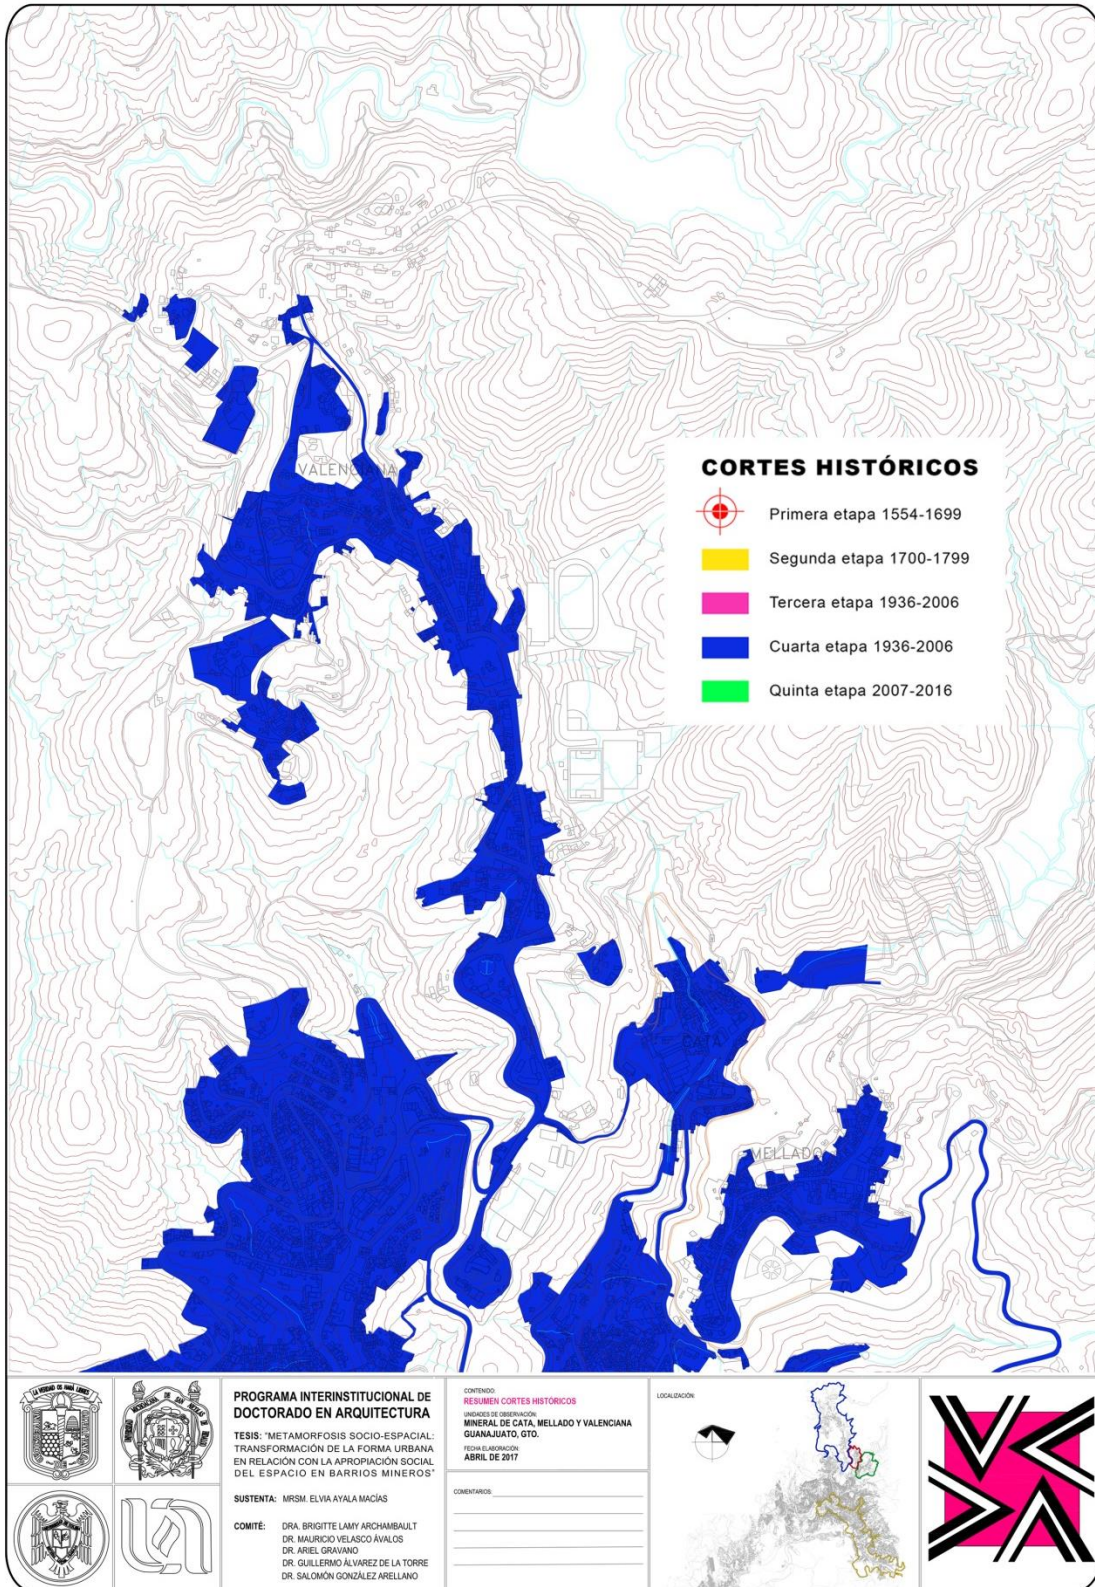 VALENCIANA
CORTES HISTÓRICOS
Primera etapa 1554-1699
Segunda etapa 1700-1799
Tercera etapa 1936-2006
Cuarta etapa 1936-2006
Quinta etapa 2007-2016
CATA
MELLADO
PROGRAMA INTERINSTITUCIONAL DE
DOCTORADO EN ARQUITECTURA
TESIS: "METAMORFOSIS SOCIO-ESPACIAL:
TRANSFORMACIÓN DE LA FORMA URBANA
EN RELACIÓN CON LA APROPIACIÓN SOCIAL
DEL ESPACIO EN BARRIOS MINEROS"
SUSTENTA: MRSM. ELVIA AYALA MACÍAS
COMITÉ: DRA. BRIGITTE LAMY ARCHAMBAULT
DR. MAURICIO VELASCO ÁVALOS
DR. ARIEL GRAVANO
DR. GUILLERMO ÁLVAREZ DE LA TORRE
DR. SALOMÓN GONZÁLEZ ARELLANO
CONTENIDO:
RESUMEN CORTES HISTÓRICOS
UNIDADES DE OBSERVACIÓN:
MINERAL DE CATA, MELLADO Y VALENCIANA
GUANAJUATO, GTO.
FECHA ELABORACIÓN:
ABRIL DE 2017
COMENTARIOS:
LOCALIZACIÓN: